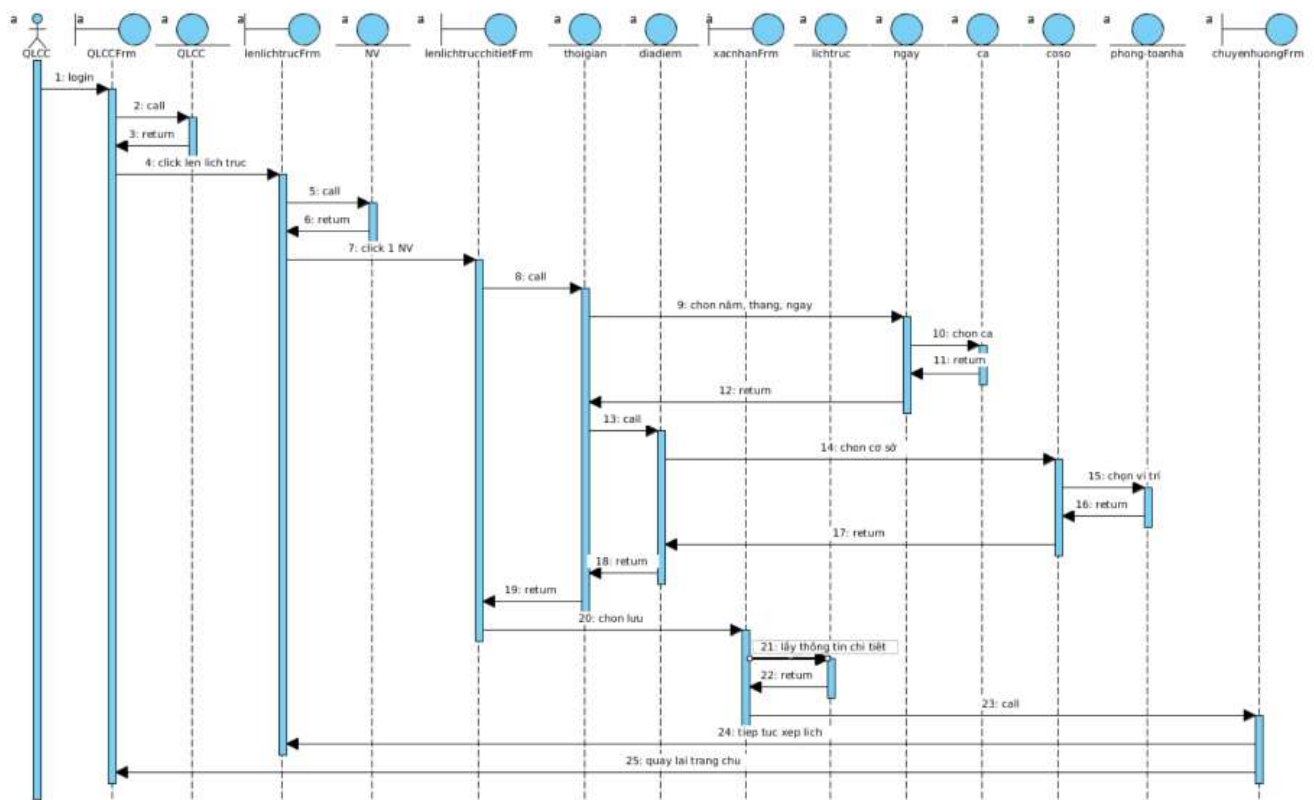 QLCC
QLCCFrm
QLCC
lenlichtrucFrm
NV
lenlichtrucchitietFrm
thoigian
diadiem
xacnhanFrm
lichtruc
ngay
ca
coso
phong-toanha
chuyenhuongFrm
1: login
2: call
3: return
4: click len lich truc
5: call
6: return
7: click 1 NV
8: call
9: chon năm, thang, ngay
10: chon ca
11: return
12: return
13: call
14: chon cơ sở
15: chọn vi trí
16: return
17: return
18: return
19: return
20: chon lưu
21: lấy thông tin chi tiết
22: return
23: call
24: tiep tuc xep lich
25: quay lai trang chu